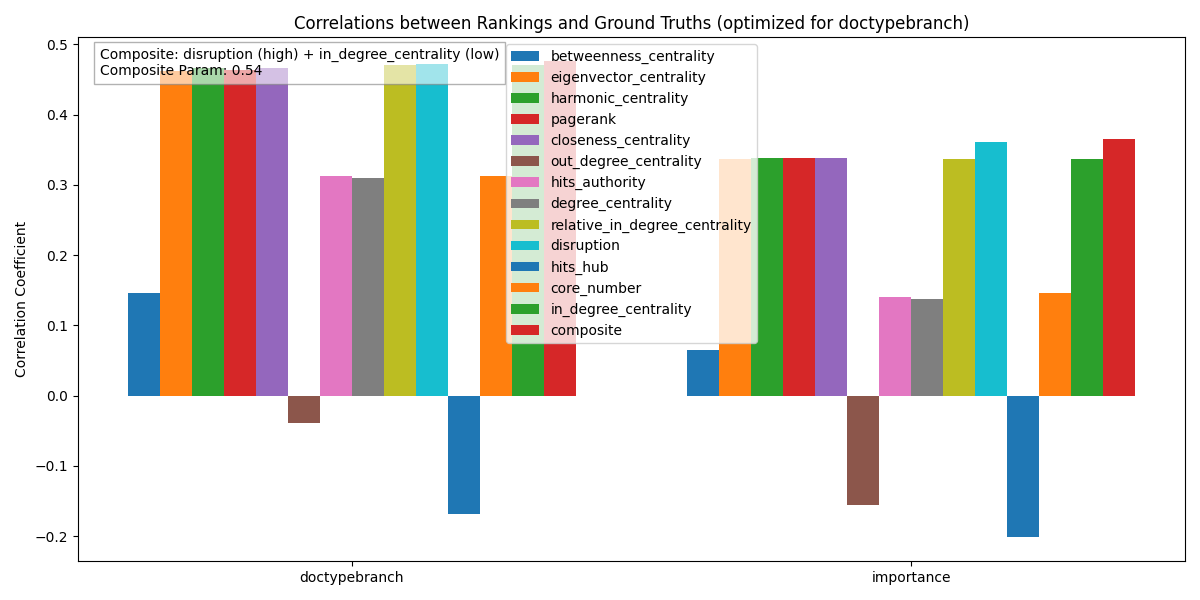 Correlations between Rankings and Ground Truths (optimized for doctypebranch)
Composite: disruption (high) + in_degree_centrality (low)
Composite Param: 0.54
betweenness_centrality
eigenvector_centrality
harmonic_centrality
pagerank
closeness_centrality
out_degree_centrality
hits_authority
degree_centrality
relative_in_degree_centrality
disruption
hits_hub
core_number
in_degree_centrality
composite
Correlation Coefficient
0.5
0.4
0.3
0.2
0.1
0.0
−0.1
−0.2
doctypebranch
importance